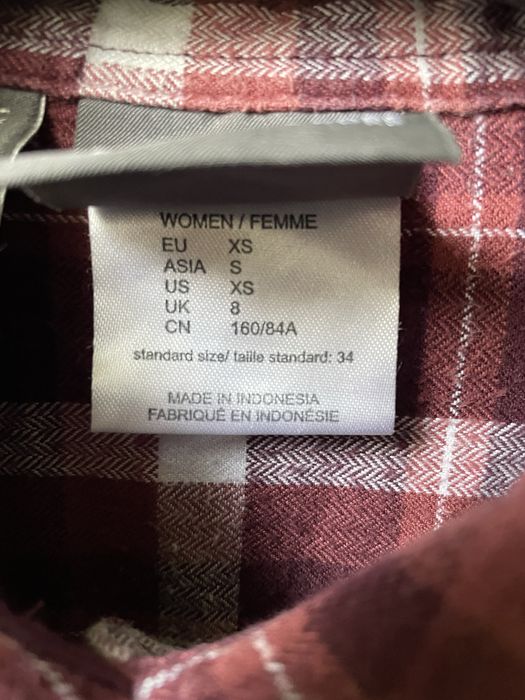 WOMEN / FEMME
EU XS
ASIA S
US XS
UK 8
CN 160/84A
standard size/ taille standard: 34
MADE IN INDONESIA
FABRIQUÉ EN INDONÉSIE